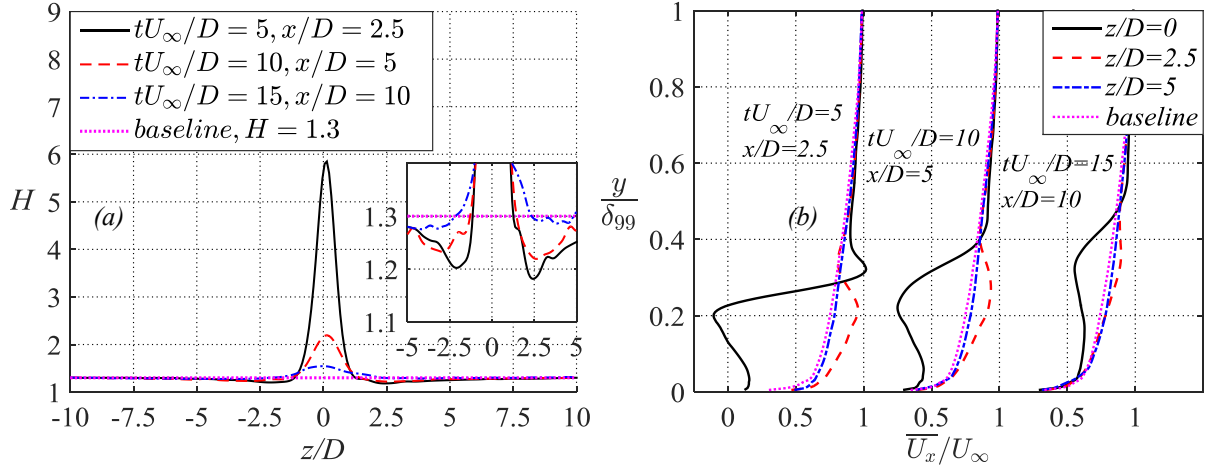 9
8
7
6
5
4
3
2
1
H
-10
-7.5
-5
-2.5
0
2.5
5
7.5
10
z/D
tU∞/D = 5, x/D = 2.5
tU∞/D = 10, x/D = 5
tU∞/D = 15, x/D = 10
baseline, H = 1.3
(a)
1.3
1.2
1.1
-5
-2.5
0
2.5
5
1
0.8
0.6
0.4
0.2
0
y
δ99
z/D=0
z/D=2.5
z/D=5
baseline
tU∞/D=5
x/D=2.5
tU∞/D=10
x/D=5
tU∞/D=15
x/D=10
(b)
0
0.5
1
0.5
1
0.5
1
U̅x̅/U∞